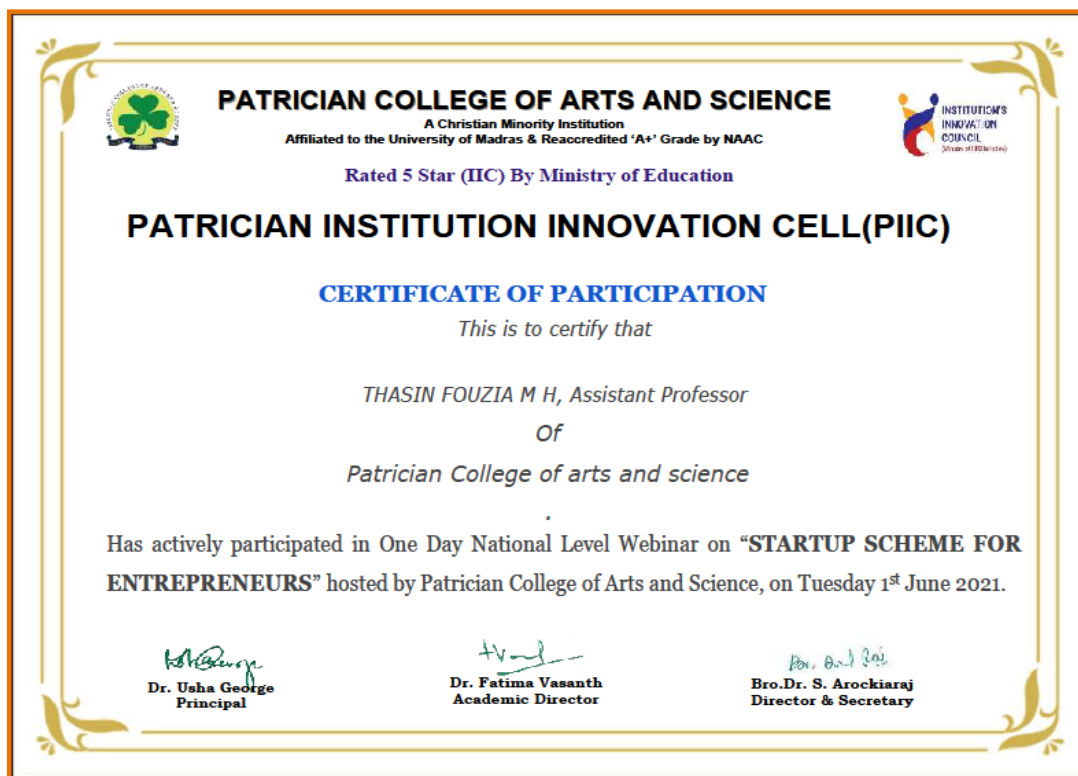 PATRICIAN COLLEGE OF ARTS AND SCIENCE
A Christian Minority Institution
Affiliated to the University of Madras & Reaccredited 'A+' Grade by NAAC
INSTITUTION'S
INNOVATION
COUNCIL
Rated 5 Star (IIC) By Ministry of Education
PATRICIAN INSTITUTION INNOVATION CELL(PIIC)
CERTIFICATE OF PARTICIPATION
This is to certify that
THASIN FOUZIA M H, Assistant Professor
Of
Patrician College of arts and science
.
Has actively participated in One Day National Level Webinar on “STARTUP SCHEME FOR
ENTREPRENEURS” hosted by Patrician College of Arts and Science, on Tuesday 1st June 2021.
Dr. Usha George
Principal
Dr. Fatima Vasanth
Academic Director
Bro.Dr. S. Arockiaraj
Director & Secretary